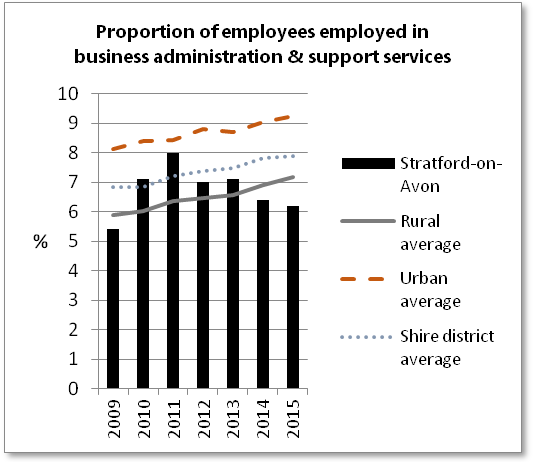 Proportion of employees employed in
business administration & support services
10
9
8
7
6
5
4
3
2
1
0
%
2009
2010
2011
2012
2013
2014
2015
Stratford-on-
Avon
Rural
average
Urban
average
Shire district
average